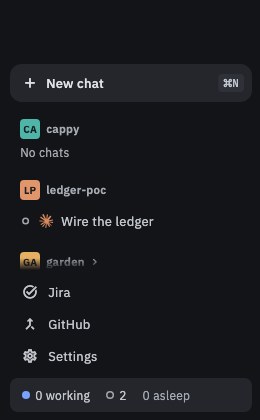 New chat ⌘N
CA cappy
No chats
LP ledger-poc
Wire the ledger
GA garden
Jira
GitHub
Settings
0 working 2 0 asleep